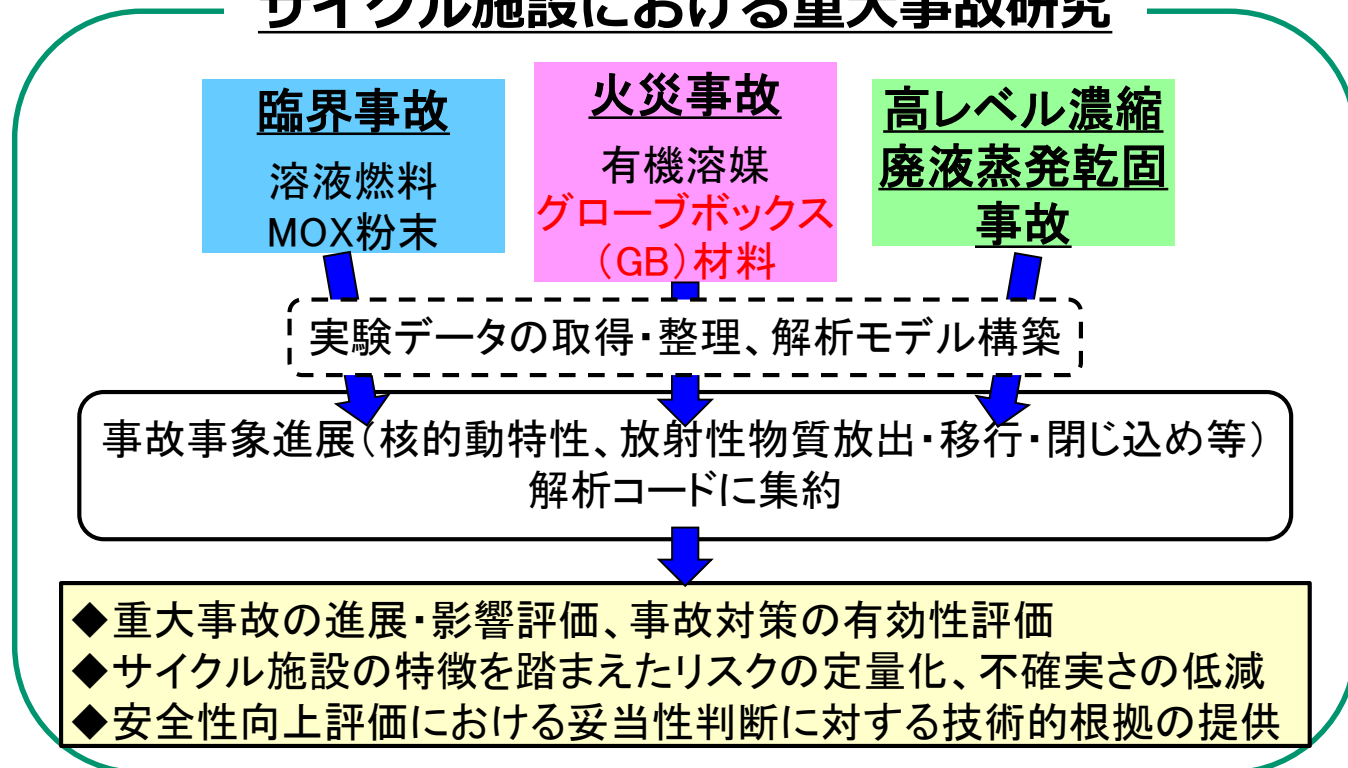 サイクル施設における重大事故研究
臨界事故
溶液燃料
MOX粉末
火災事故
有機溶媒
グローブボックス
（GB）材料
高レベル濃縮
廃液蒸発乾固
事故
実験データの取得・整理、解析モデル構築
事故事象進展（核的動特性、放射性物質放出・移行・閉じ込め等）
解析コードに集約
◆重大事故の進展・影響評価、事故対策の有効性評価
◆サイクル施設の特徴を踏まえたリスクの定量化、不確実さの低減
◆安全性向上評価における妥当性判断に対する技術的根拠の提供